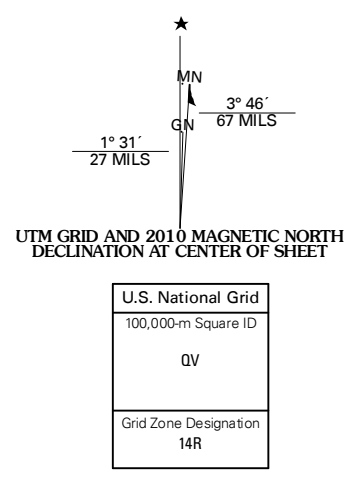 ★
MN
GN
3° 46´
67 MILS
1° 31´
27 MILS
UTM GRID AND 2010 MAGNETIC NORTH
DECLINATION AT CENTER OF SHEET
U.S. National Grid
100,000-m Square ID
QV
Grid Zone Designation
14R